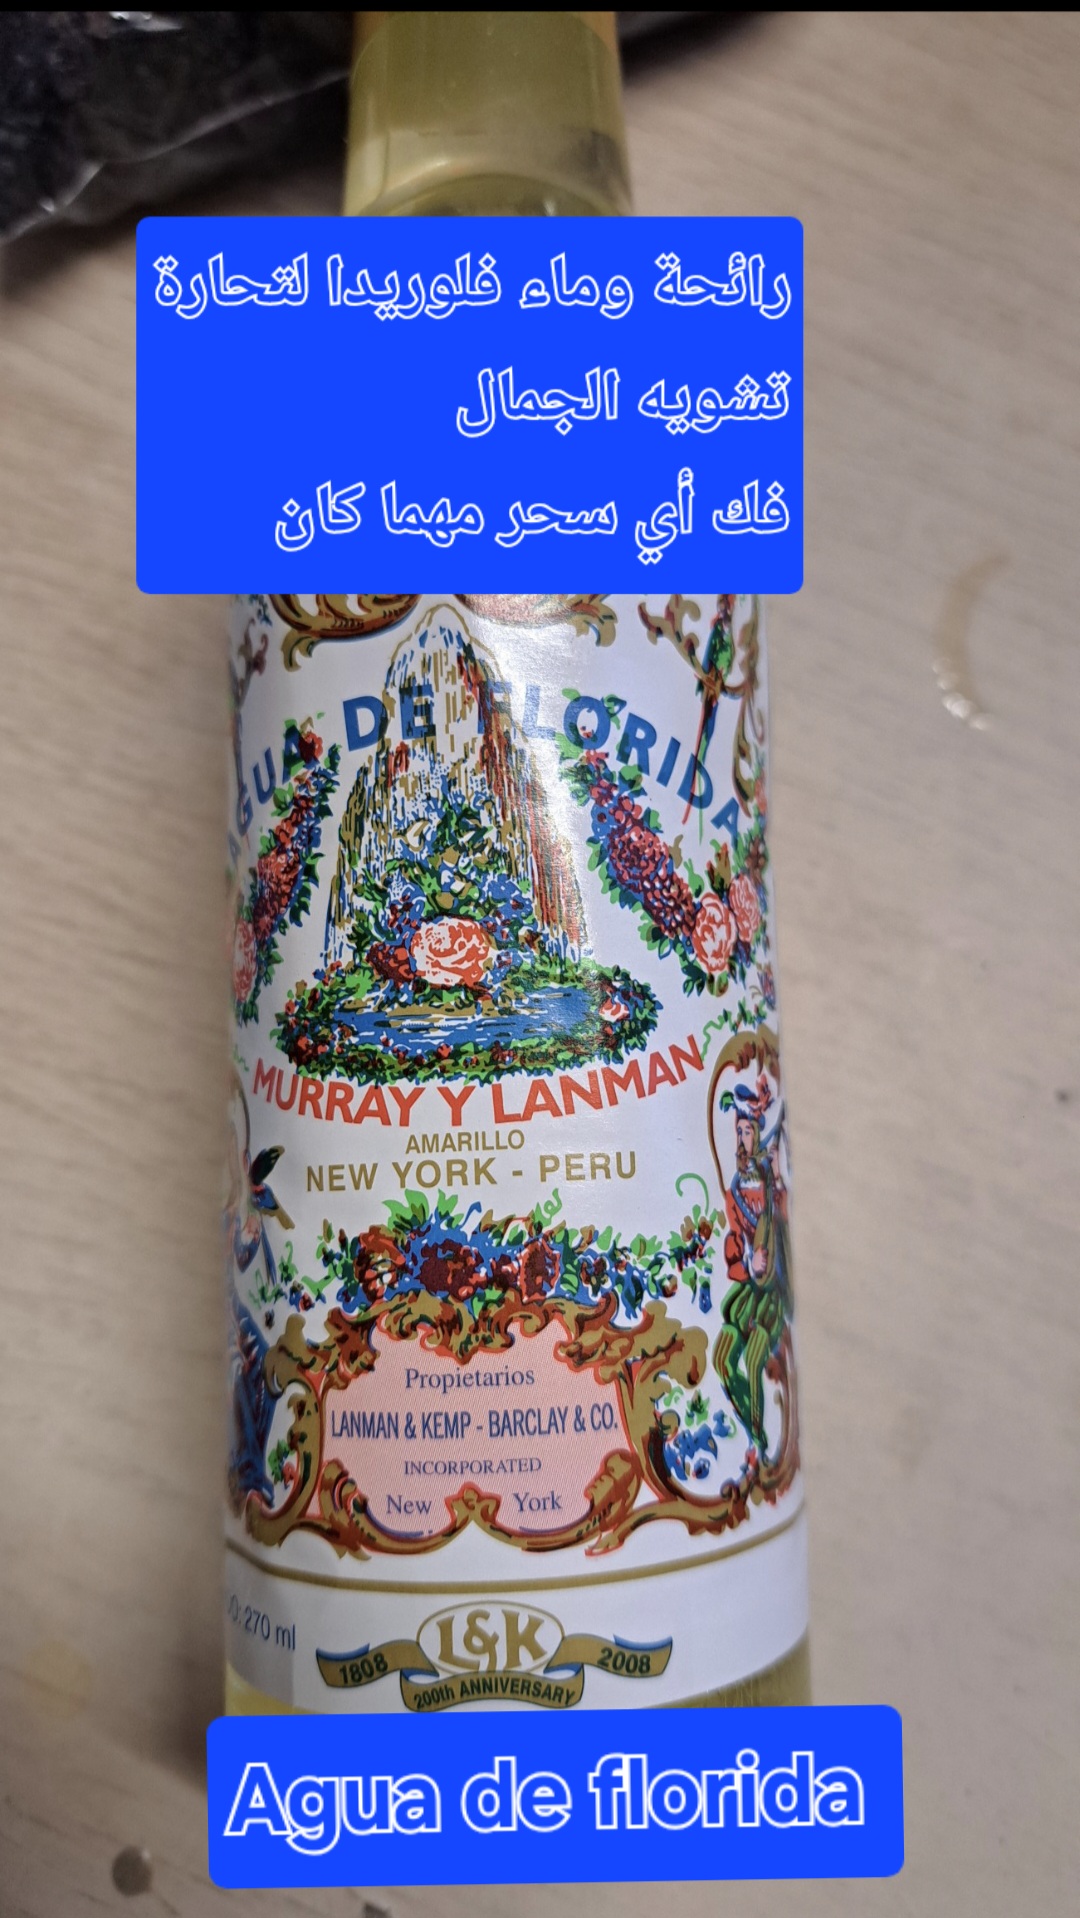 رائحة وماء فلوريدا لتحارة
تشويه الجمال
فك أي سحر مهما كان
AGUA DE FLORIDA
MURRAY Y LANMAN
AMARILLO
NEW YORK - PERU
Propietarios
LANMAN & KEMP - BARCLAY & CO.
INCORPORATED
New York
270 ml
L&K
1808 2008
200th ANNIVERSARY
Agua de florida